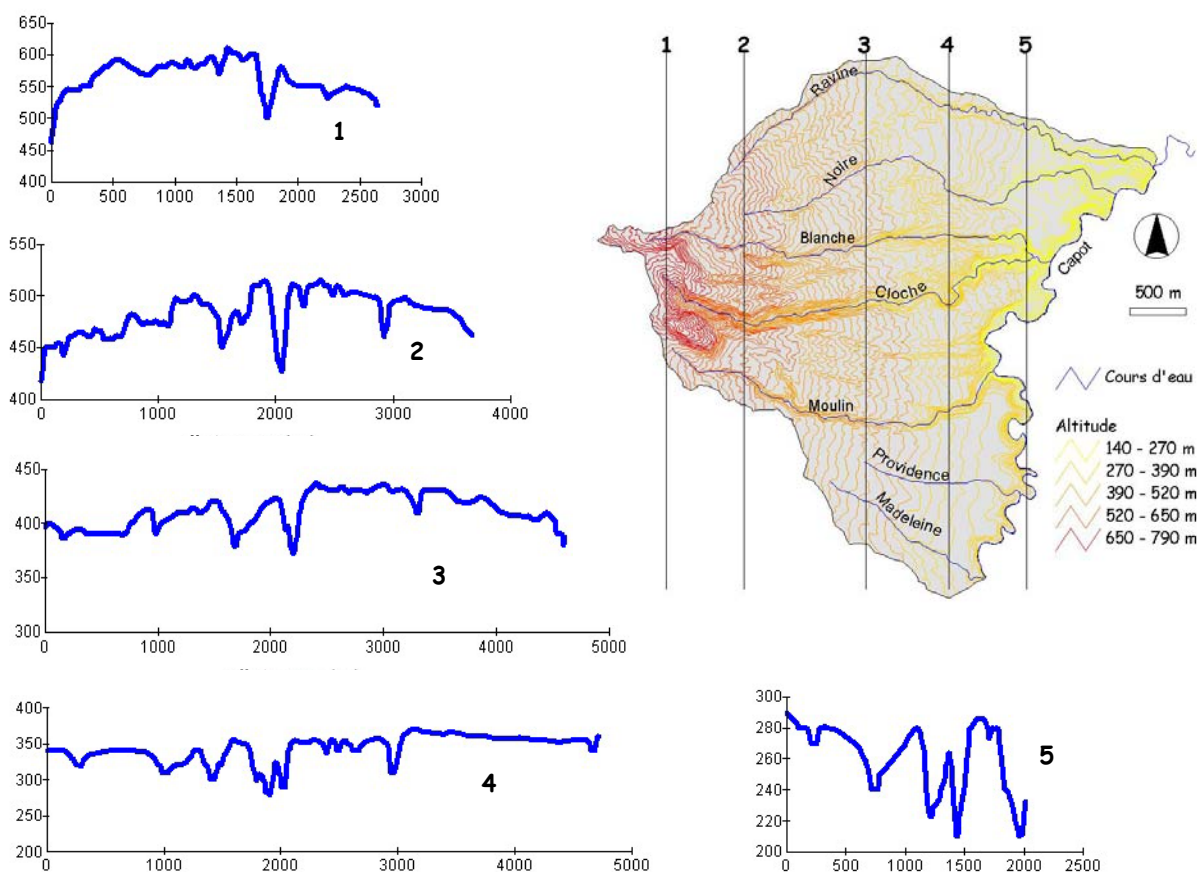 650
600
550
500
450
400
0 500 1000 1500 2000 2500 3000
1
550
500
450
400
0 1000 2000 3000 4000
2
450
400
350
300
0 1000 2000 3000 4000 5000
3
400
350
300
250
200
0 1000 2000 3000 4000 5000
4
300
280
260
240
220
200
0 500 1000 1500 2000 2500
5
1 2 3 4 5
Ravine
Noire
Blanche
Capot
Cloche
Moulin
Providence
Madeleine
500 m
Cours d'eau
Altitude
140 - 270 m
270 - 390 m
390 - 520 m
520 - 650 m
650 - 790 m